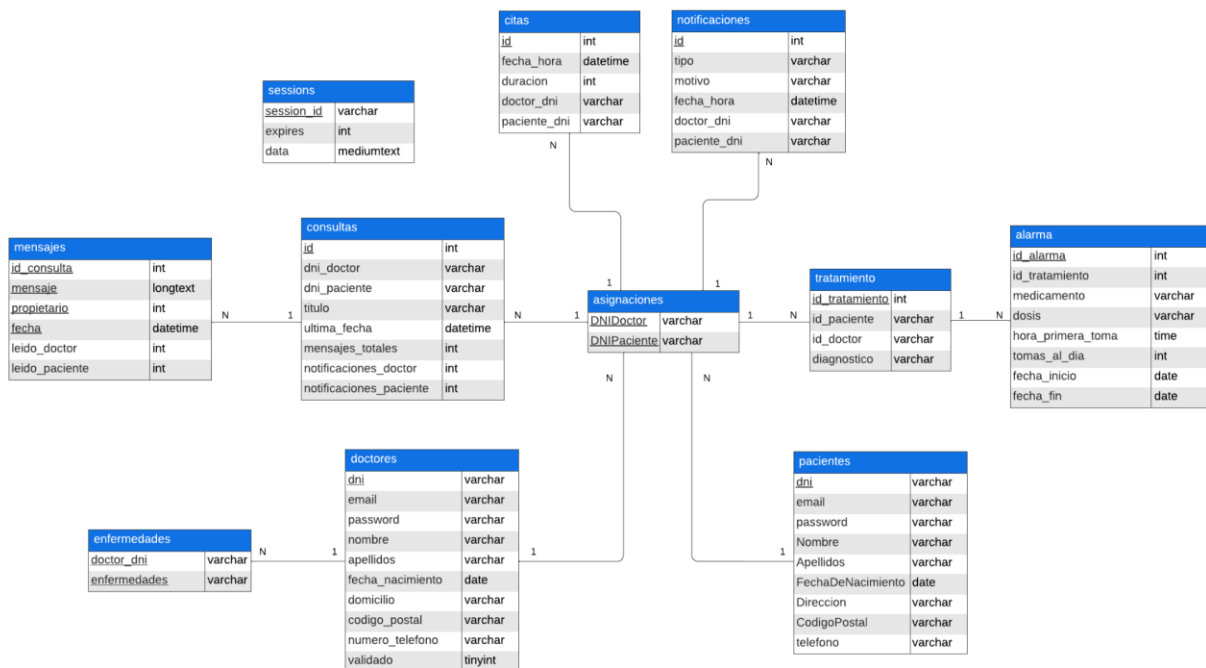 citas
id int
fecha_hora datetime
duracion int
doctor_dni varchar
paciente_dni varchar
N
notificaciones
id int
tipo varchar
motivo varchar
fecha_hora datetime
doctor_dni varchar
paciente_dni varchar
N
sessions
session_id varchar
expires int
data mediumtext
mensajes
id_consulta int
mensaje longtext
propietario int
fecha datetime
leido_doctor int
leido_paciente int
N 1
consultas
id int
dni_doctor varchar
dni_paciente varchar
titulo varchar
ultima_fecha datetime
mensajes_totales int
notificaciones_doctor int
notificaciones_paciente int
N 1
1 1
asignaciones
DNIDoctor varchar
DNIPaciente varchar
N N
1 N
tratamiento
id_tratamiento int
id_paciente varchar
id_doctor varchar
diagnostico varchar
1 N
alarma
id_alarma int
id_tratamiento int
medicamento varchar
dosis varchar
hora_primera_toma time
tomas_al_dia int
fecha_inicio date
fecha_fin date
enfermedades
doctor_dni varchar
enfermedades varchar
N 1
doctores
dni varchar
email varchar
password varchar
nombre varchar
apellidos varchar
fecha_nacimiento date
domicilio varchar
codigo_postal varchar
numero_telefono varchar
validado tinyint
1 1
pacientes
dni varchar
email varchar
password varchar
Nombre varchar
Apellidos varchar
FechaDeNacimiento date
Direccion varchar
CodigoPostal varchar
telefono varchar